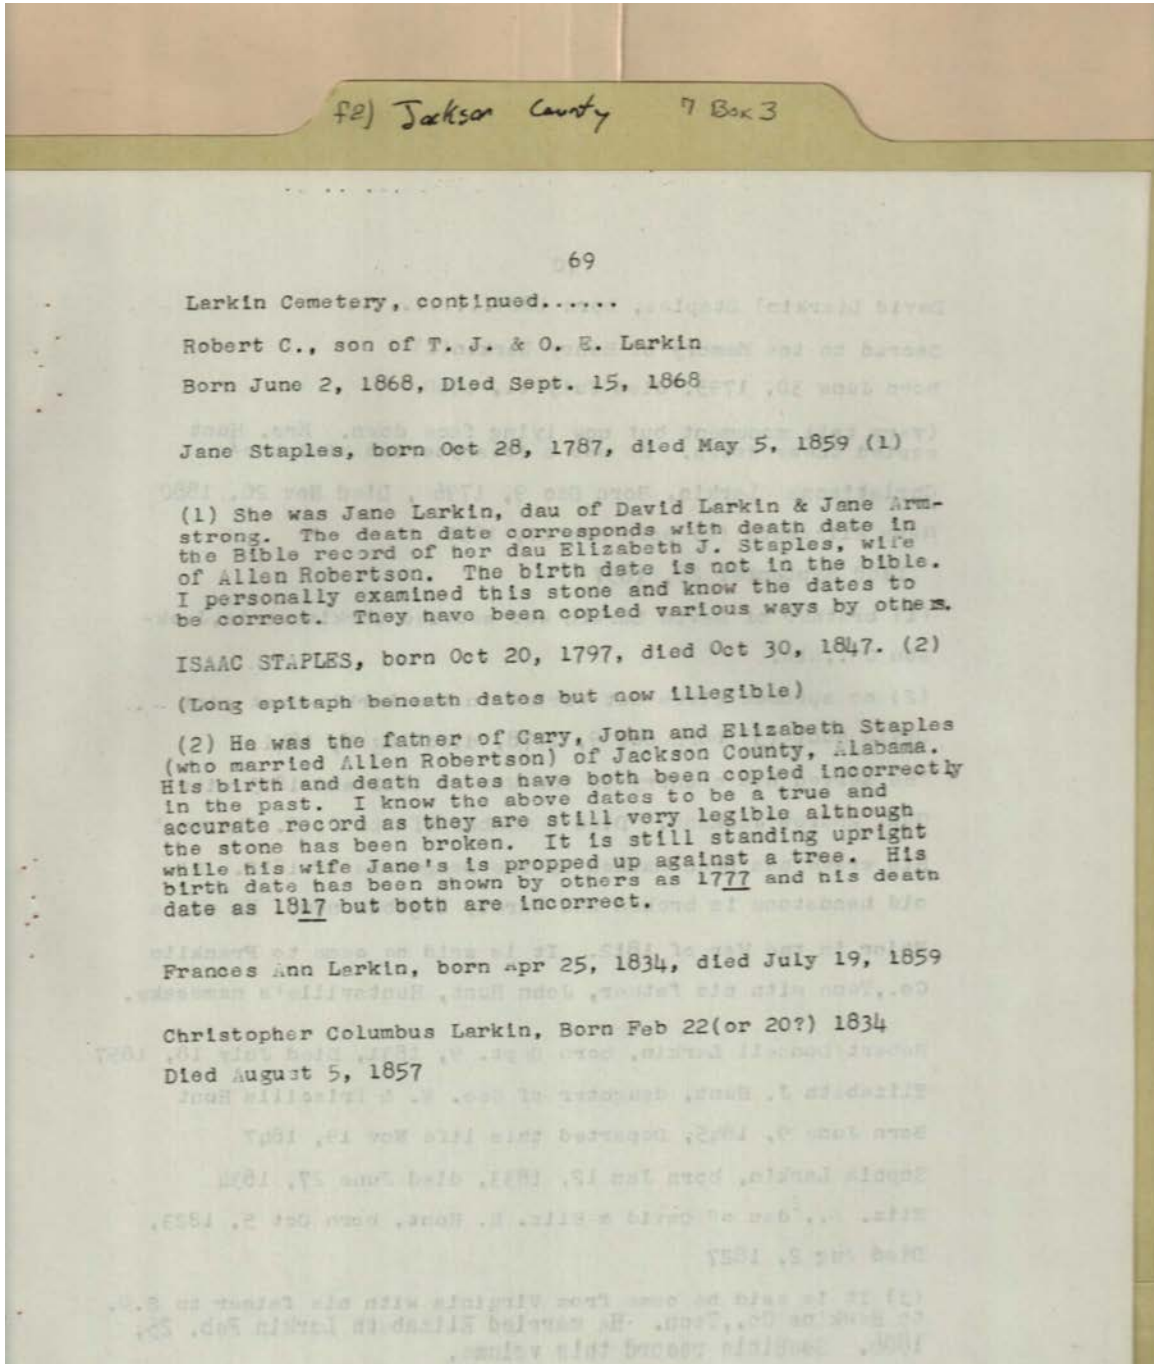 f2) Jackson County 7 Box 3
69
Larkin Cemetery, continued......
Robert C., son of T. J. & O. E. Larkin
Born June 2, 1868, Died Sept. 15, 1868
Jane Staples, born Oct 28, 1787, died May 5, 1859 (1)
(1) She was Jane Larkin, dau of David Larkin & Jane Arm-
strong. The death date corresponds with death date in
the Bible record of her dau Elizabeth J. Staples, wife
of Allen Robertson. The birth date is not in the bible.
I personally examined this stone and know the dates to
be correct. They have been copied various ways by others.
ISAAC STAPLES, born Oct 20, 1797, died Oct 30, 1847. (2)
(Long epitaph beneath dates but now illegible)
(2) He was the father of Cary, John and Elizabeth Staples
(who married Allen Robertson) of Jackson County, Alabama.
His birth and death dates have both been copied incorrectly
in the past. I know the above dates to be a true and
accurate record as they are still very legible although
the stone has been broken. It is still standing upright
while his wife Jane's is propped up against a tree. His
birth date has been shown by others as 1777 and his death
date as 1817 but both are incorrect.
Frances Ann Larkin, born Apr 25, 1834, died July 19, 1859
Christopher Columbus Larkin, Born Feb 22(or 20?) 1834
Died August 5, 1857